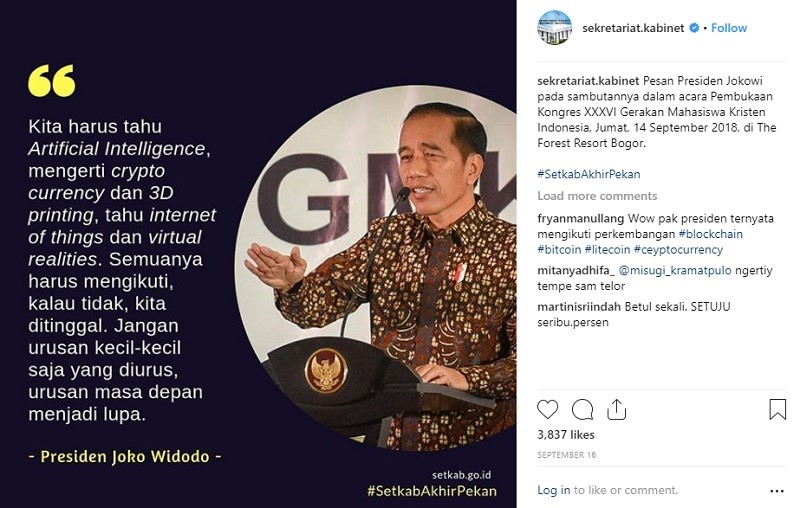 Kita harus tahu
Artificial Intelligence,
mengerti crypto
currency dan 3D
printing, tahu internet
of things dan virtual
realities. Semuanya
harus mengikuti,
kalau tidak, kita
ditinggal. Jangan
urusan kecil-kecil
saja yang diurus,
urusan masa depan
menjadi lupa.
- Presiden Joko Widodo -
setkab.go.id
#SetkabAkhirPekan
sekretariat.kabinet • Follow
sekretariat.kabinet Pesan Presiden Jokowi
pada sambutannya dalam acara Pembukaan
Kongres XXXVI Gerakan Mahasiswa Kristen
Indonesia, Jumat, 14 September 2018, di The
Forest Resort Bogor.
#SetkabAkhirPekan
Load more comments
fryanmanullang Wow pak presiden ternyata
mengikuti perkembangan #blockchain
#bitcoin #litecoin #ceyptocurrency
mitanyadhifa_ @misugi_kramatpulo ngertiy
tempe sam telor
martinisriindah Betul sekali. SETUJU
seribu.persen
3,837 likes
SEPTEMBER 16
Log in to like or comment.